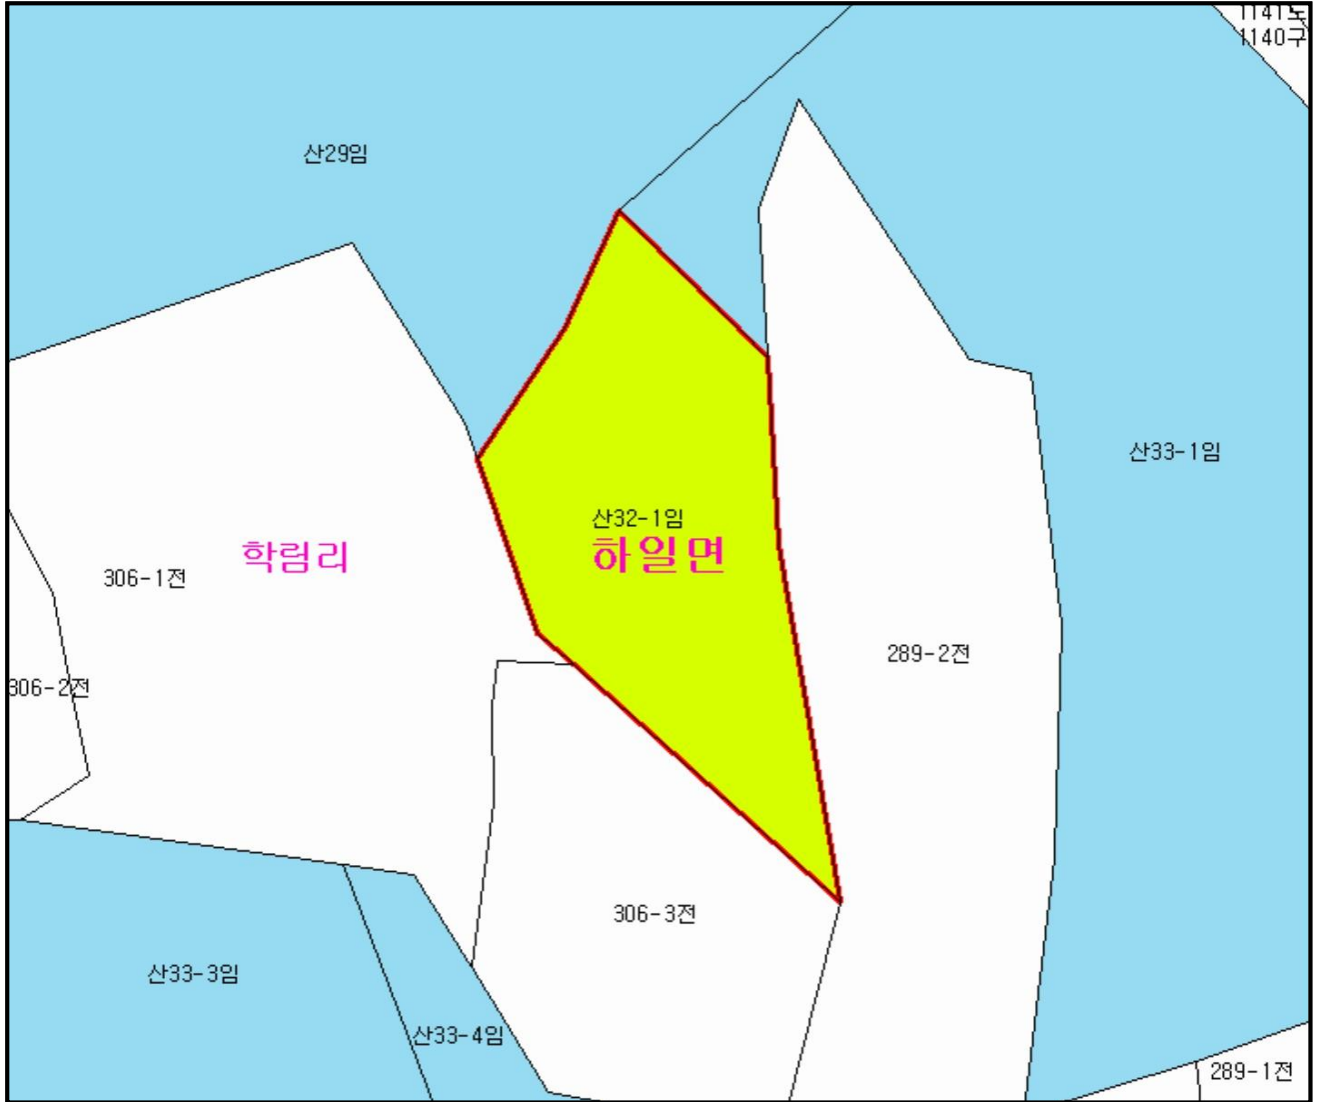 1141도
1140구
산29임
산33-1임
산32-1임
하일면
학림리
306-1전
289-2전
306-2전
306-3전
산33-3임
산33-4임
289-1전